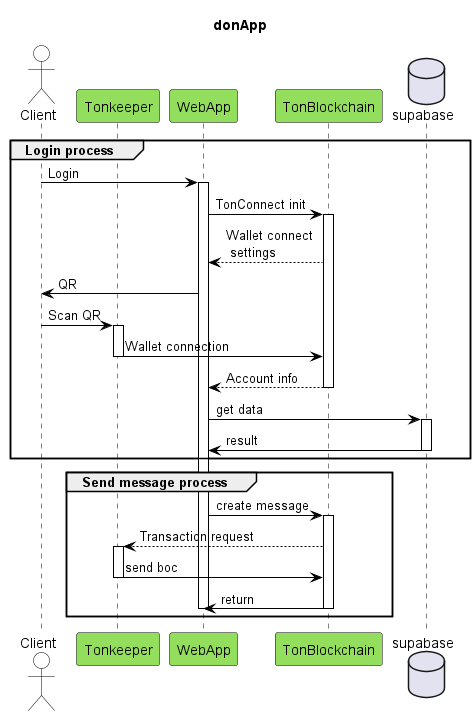 donApp
Client
Tonkeeper
WebApp
TonBlockchain
supabase
Login process
Login
TonConnect init
Wallet connect
settings
QR
Scan QR
Wallet connection
Account info
get data
result
Send message process
create message
Transaction request
send boc
return
Client
Tonkeeper
WebApp
TonBlockchain
supabase